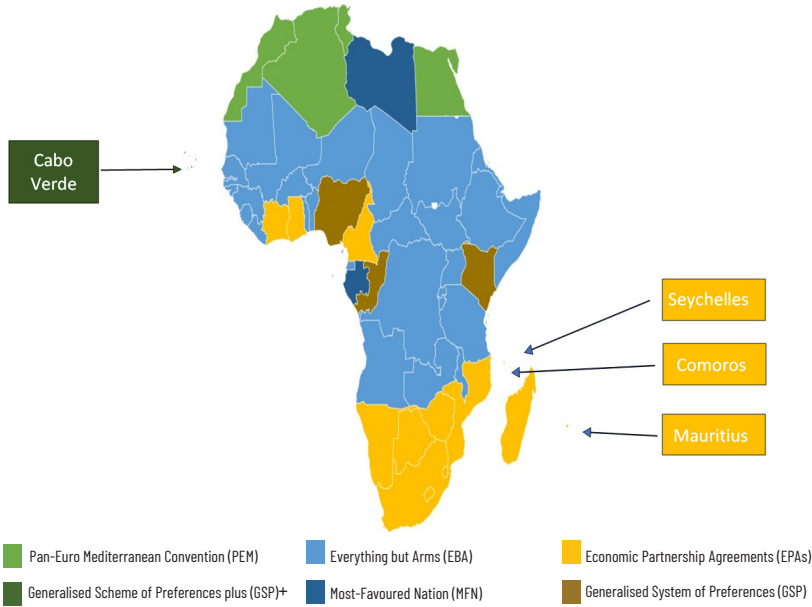 Cabo
Verde
Seychelles
Comoros
Mauritius
Pan-Euro Mediterranean Convention (PEM)
Everything but Arms (EBA)
Economic Partnership Agreements (EPAs)
Generalised Scheme of Preferences plus (GSP)+
Most-Favoured Nation (MFN)
Generalised System of Preferences (GSP)